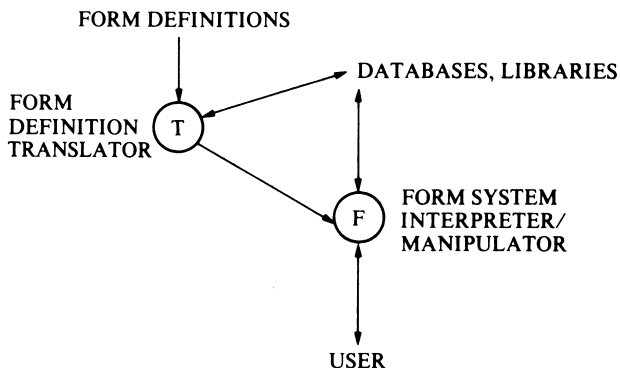 FORM DEFINITIONS
DATABASES, LIBRARIES
FORM
DEFINITION
TRANSLATOR
T
F
FORM SYSTEM
INTERPRETER/
MANIPULATOR
USER